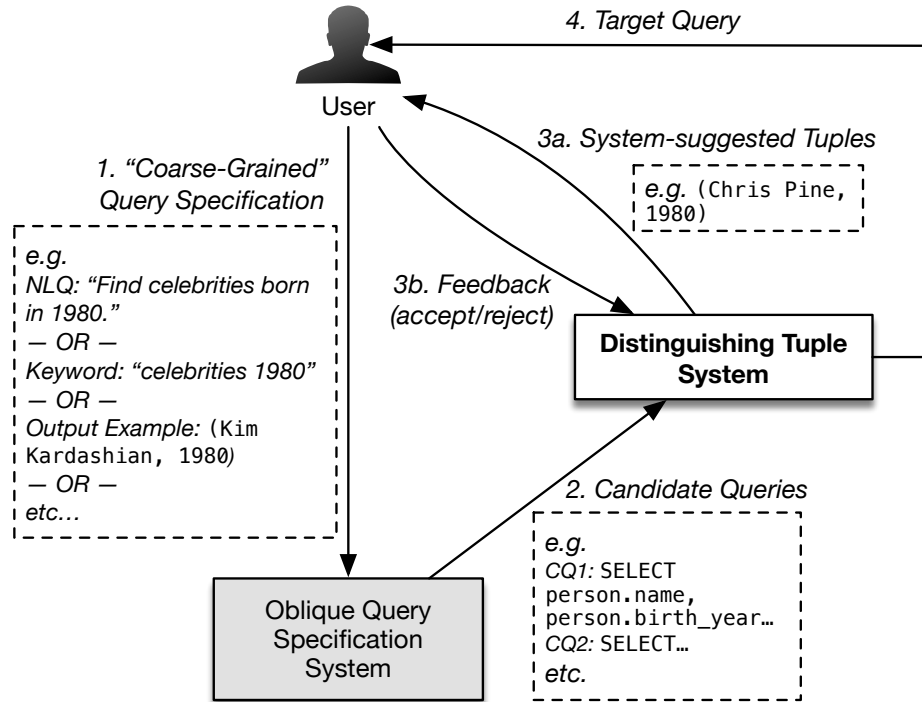 4. Target Query
User
3a. System-suggested Tuples
e.g. (Chris Pine,
1980)
1. “Coarse-Grained”
Query Specification
e.g.
NLQ: “Find celebrities born
in 1980.”
— OR —
Keyword: “celebrities 1980”
— OR —
Output Example: (Kim
Kardashian, 1980)
— OR —
etc…
3b. Feedback
(accept/reject)
Distinguishing Tuple
System
2. Candidate Queries
e.g.
CQ1: SELECT
person.name,
person.birth_year…
CQ2: SELECT…
etc.
Oblique Query
Specification
System